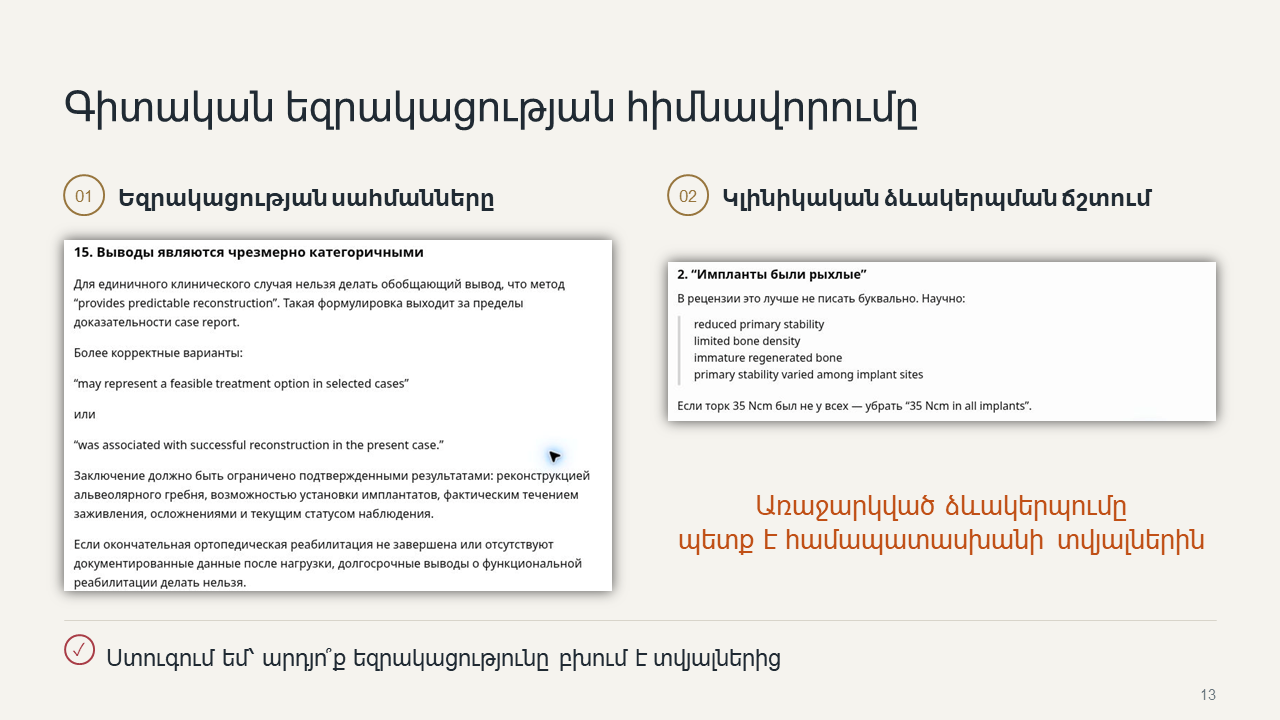 Գիտական եզրակացության հիմնավորումը
01 Եզրակացության սահմանները
15. Выводы являются чрезмерно категоричными
Для единичного клинического случая нельзя делать обобщающий вывод, что метод
“provides predictable reconstruction”. Такая формулировка выходит за пределы
доказательности case report.
Более корректные варианты:
“may represent a feasible treatment option in selected cases”
или
“was associated with successful reconstruction in the present case.”
Заключение должно быть ограничено подтвержденными результатами: реконструкцией
альвеолярного гребня, возможностью установки имплантатов, фактическим течением
заживления, осложнениями и текущим статусом наблюдения.
Если окончательная ортопедическая реабилитация не завершена или отсутствуют
документированные данные после нагрузки, долгосрочные выводы о функциональной
реабилитации делать нельзя.
02 Կլինիկական ձևակերպման ճշտում
2. “Импланты были рыхлые”
В рецензии это лучше не писать буквально. Научно:
reduced primary stability
limited bone density
immature regenerated bone
primary stability varied among implant sites
Если торк 35 Ncm был не у всех — убрать “35 Ncm in all implants”.
Առաջարկված ձևակերպումը
պետք է համապատասխանի տվյալներին
Ստուգում եմ՝ արդյո՞ք եզրակացությունը բխում է տվյալներից
13